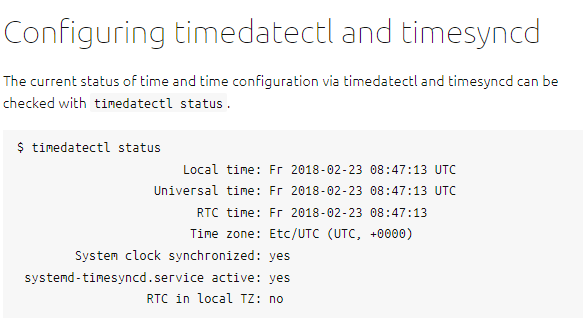 Configuring timedatectl and timesyncd
The current status of time and time configuration via timedatectl and timesyncd can be
checked with timedatectl status.
$ timedatectl status
Local time: Fr 2018-02-23 08:47:13 UTC
Universal time: Fr 2018-02-23 08:47:13 UTC
RTC time: Fr 2018-02-23 08:47:13
Time zone: Etc/UTC (UTC, +0000)
System clock synchronized: yes
systemd-timesyncd.service active: yes
RTC in local TZ: no